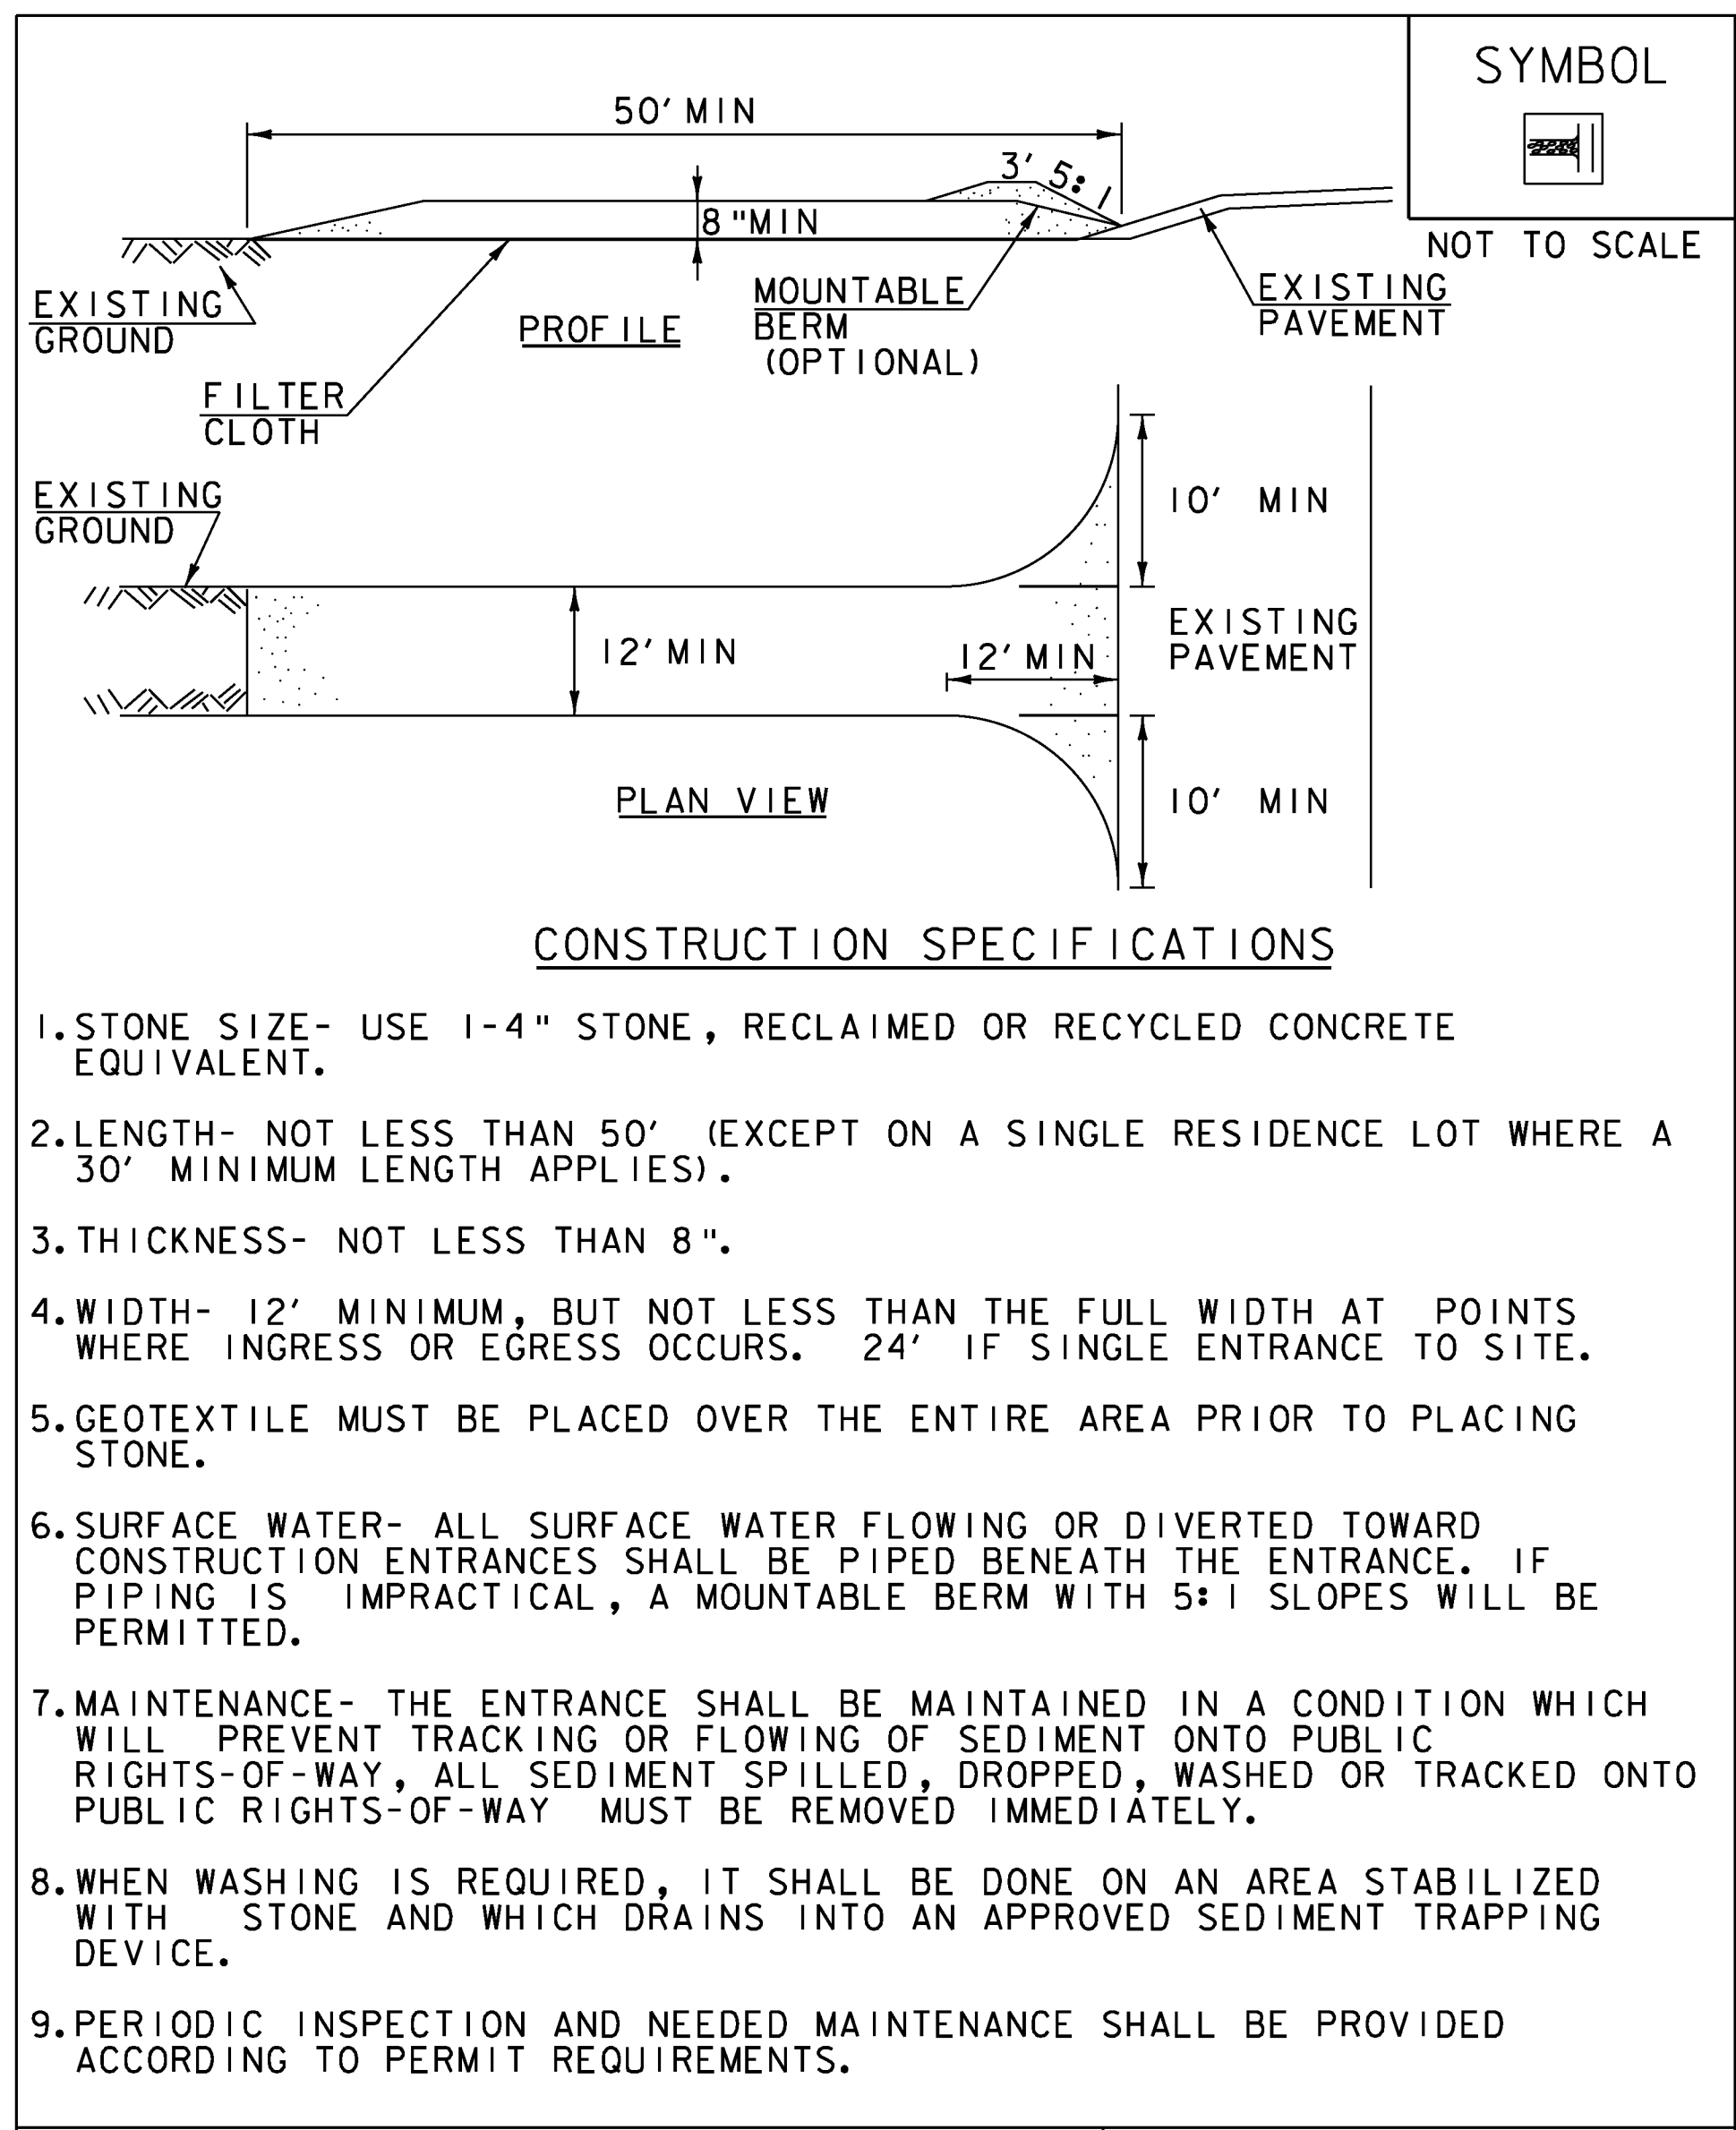 SYMBOL
50' MIN
3' 5:1
8"MIN
NOT TO SCALE
EXISTING
GROUND
PROFILE
MOUNTABLE
BERM
(OPTIONAL)
EXISTING
PAVEMENT
FILTER
CLOTH
EXISTING
GROUND
10' MIN
12' MIN
12' MIN
EXISTING
PAVEMENT
PLAN VIEW
10' MIN
CONSTRUCTION SPECIFICATIONS
1. STONE SIZE- USE 1-4" STONE, RECLAIMED OR RECYCLED CONCRETE
EQUIVALENT.
2. LENGTH- NOT LESS THAN 50' (EXCEPT ON A SINGLE RESIDENCE LOT WHERE A
30' MINIMUM LENGTH APPLIES).
3. THICKNESS- NOT LESS THAN 8".
4. WIDTH- 12' MINIMUM, BUT NOT LESS THAN THE FULL WIDTH AT POINTS
WHERE INGRESS OR EGRESS OCCURS. 24' IF SINGLE ENTRANCE TO SITE.
5. GEOTEXTILE MUST BE PLACED OVER THE ENTIRE AREA PRIOR TO PLACING
STONE.
6. SURFACE WATER- ALL SURFACE WATER FLOWING OR DIVERTED TOWARD
CONSTRUCTION ENTRANCES SHALL BE PIPED BENEATH THE ENTRANCE. IF
PIPING IS IMPRACTICAL, A MOUNTABLE BERM WITH 5:1 SLOPES WILL BE
PERMITTED.
7. MAINTENANCE- THE ENTRANCE SHALL BE MAINTAINED IN A CONDITION WHICH
WILL PREVENT TRACKING OR FLOWING OF SEDIMENT ONTO PUBLIC
RIGHTS-OF-WAY, ALL SEDIMENT SPILLED, DROPPED, WASHED OR TRACKED ONTO
PUBLIC RIGHTS-OF-WAY MUST BE REMOVED IMMEDIATELY.
8. WHEN WASHING IS REQUIRED, IT SHALL BE DONE ON AN AREA STABILIZED
WITH STONE AND WHICH DRAINS INTO AN APPROVED SEDIMENT TRAPPING
DEVICE.
9. PERIODIC INSPECTION AND NEEDED MAINTENANCE SHALL BE PROVIDED
ACCORDING TO PERMIT REQUIREMENTS.